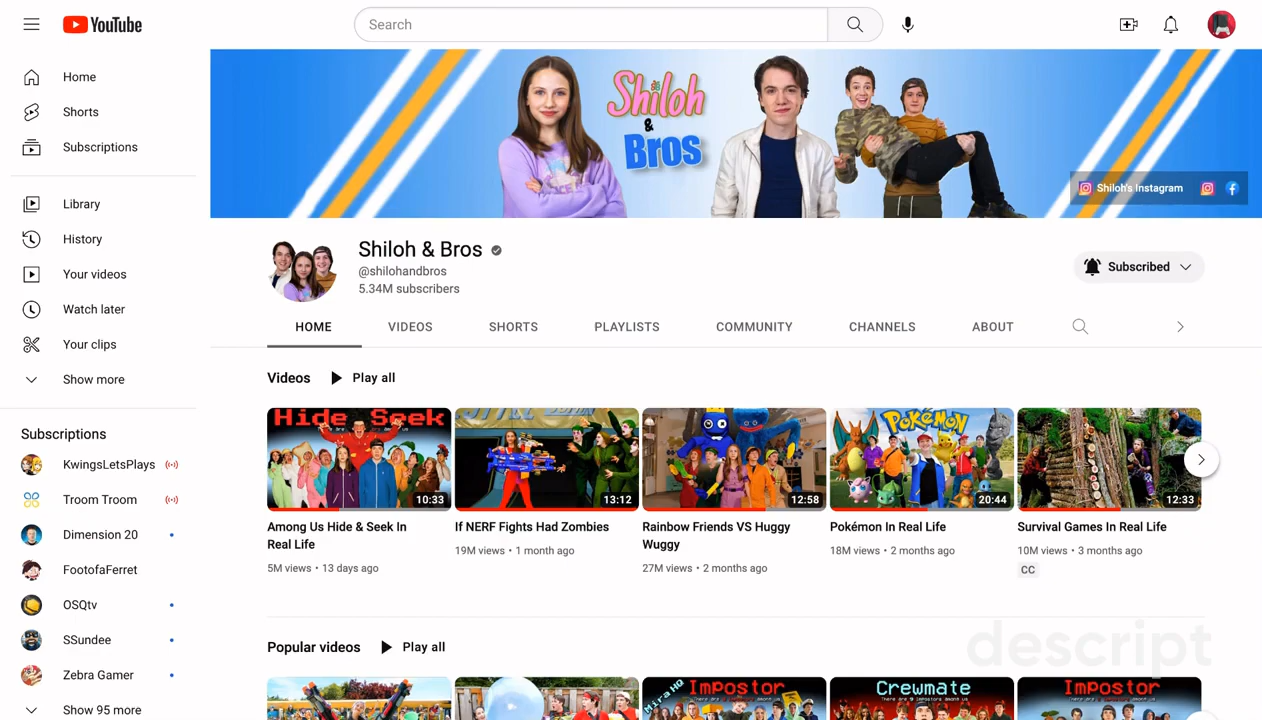 YouTube
Search
Home
Shorts
Subscriptions
Library
History
Your videos
Watch later
Your clips
Show more
Subscriptions
KwingsLetsPlays
Troom Troom
Dimension 20
FootofaFerret
OSQtv
SSundee
Zebra Gamer
Show 95 more
Shiloh
&
Bros
Shiloh's Instagram
Shiloh & Bros
@shilohandbros
5.34M subscribers
Subscribed
HOME VIDEOS SHORTS PLAYLISTS COMMUNITY CHANNELS ABOUT
Videos Play all
Hide Seek
10:33
13:12
12:58
POKéMON
20:44
12:33
Among Us Hide & Seek In
Real Life
5M views • 13 days ago
If NERF Fights Had Zombies
19M views • 1 month ago
Rainbow Friends VS Huggy
Wuggy
27M views • 2 months ago
Pokémon In Real Life
18M views • 2 months ago
Survival Games In Real Life
10M views • 3 months ago
CC
Popular videos Play all
Mira HQ
Impostor
Crewmate
Impostor
descript